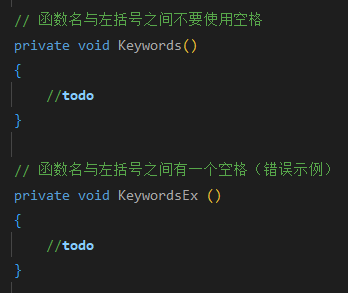 // 函数名与左括号之间不要使用空格
private void Keywords()
{
//todo
}
// 函数名与左括号之间有一个空格（错误示例）
private void KeywordsEx ()
{
//todo
}